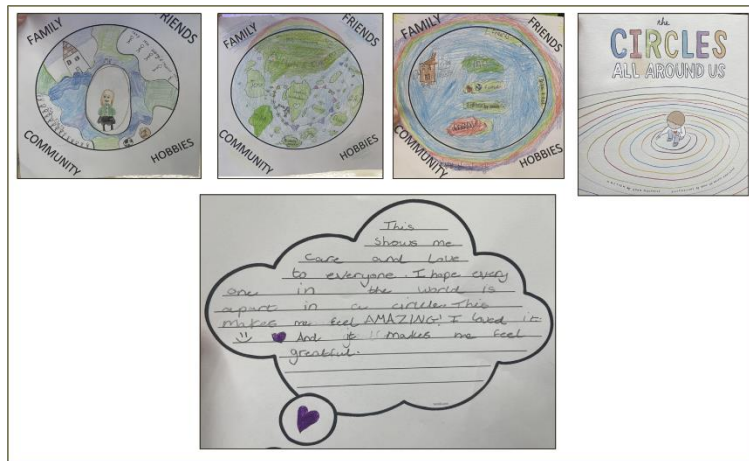 FAMILY
FRIENDS
COMMUNITY
HOBBIES
FAMILY
FRIENDS
COMMUNITY
HOBBIES
FAMILY
FRIENDS
COMMUNITY
HOBBIES
the
CIRCLES
ALL AROUND US
This
shows me
care and love
to everyone. I hope every
one in the world is
apart in a circle. This
makes me feel AMAZING! I loved it.
And it makes me feel
greatful.